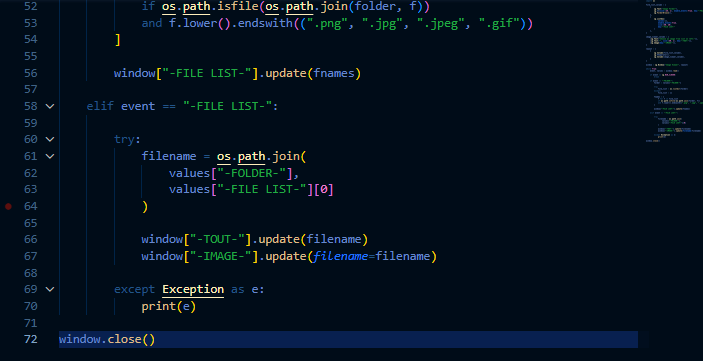 52 if os.path.isfile(os.path.join(folder, f))
53 and f.lower().endswith((".png", ".jpg", ".jpeg", ".gif"))
54 ]
55
56 window["-FILE LIST-"].update(fnames)
57
58 elif event == "-FILE LIST-":
59
60 try:
61 filename = os.path.join(
62 values["-FOLDER-"],
63 values["-FILE LIST-"][0]
64 )
65
66 window["-TOUT-"].update(filename)
67 window["-IMAGE-"].update(filename=filename)
68
69 except Exception as e:
70 print(e)
71
72 window.close()